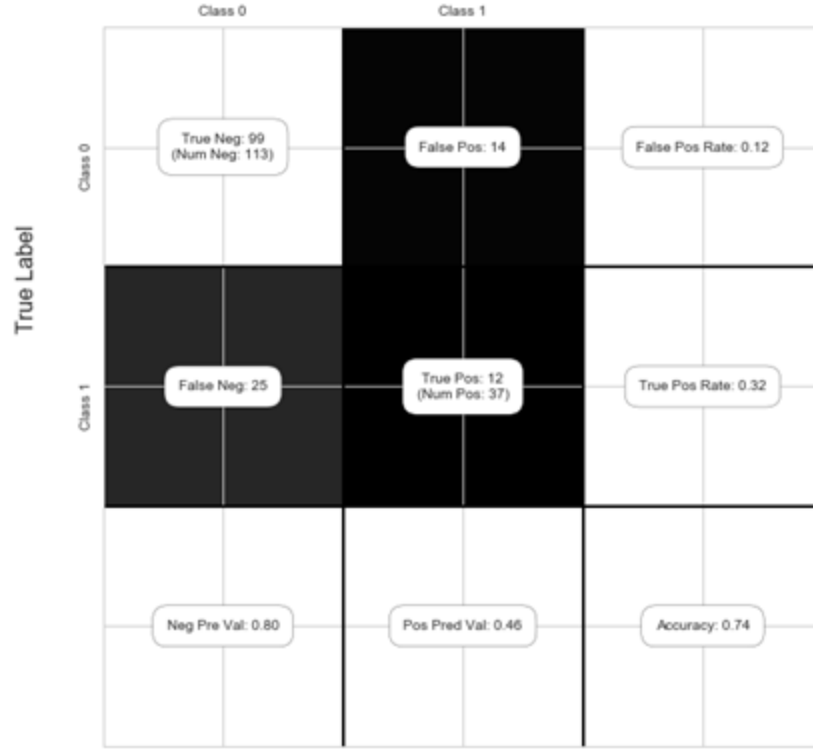 Class 0
Class 1
True Label
Class 0
True Neg: 99
(Num Neg: 113)
False Pos: 14
False Pos Rate: 0.12
Class 1
False Neg: 25
True Pos: 12
(Num Pos: 37)
True Pos Rate: 0.32
Neg Pre Val: 0.80
Pos Pred Val: 0.46
Accuracy: 0.74